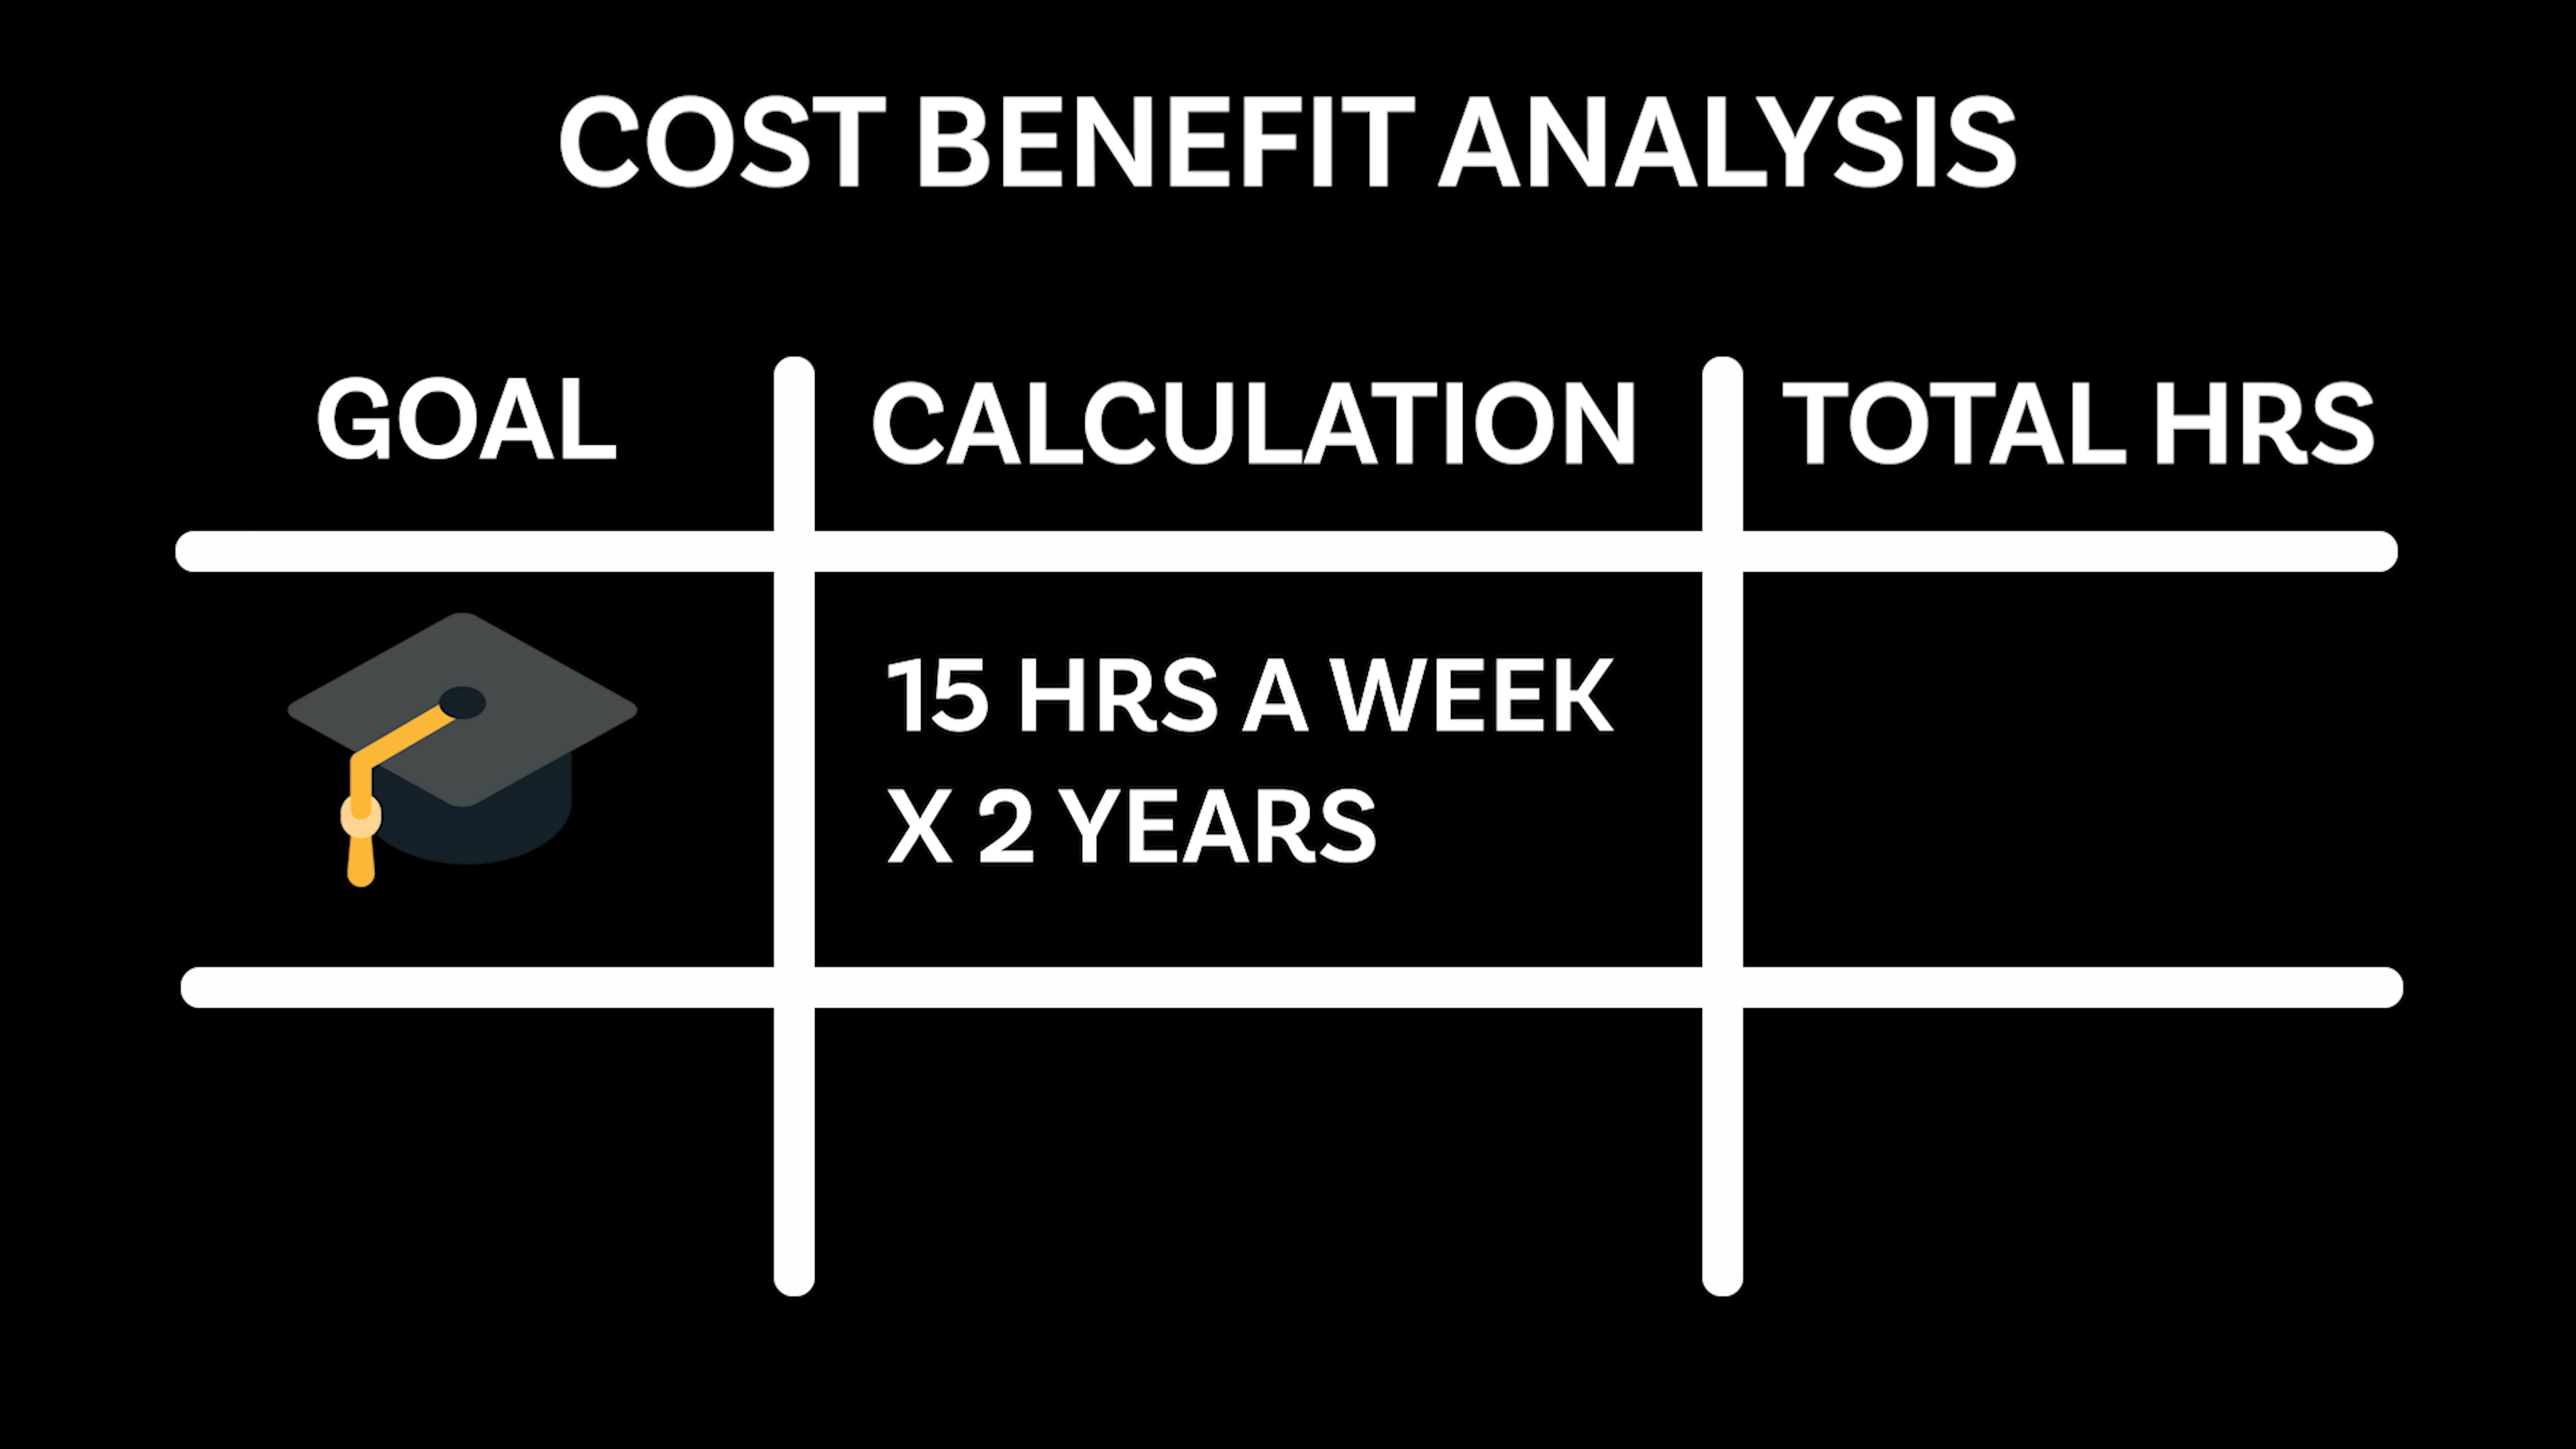 COST BENEFIT ANALYSIS
GOAL
CALCULATION
TOTAL HRS
15 HRS A WEEK
X 2 YEARS